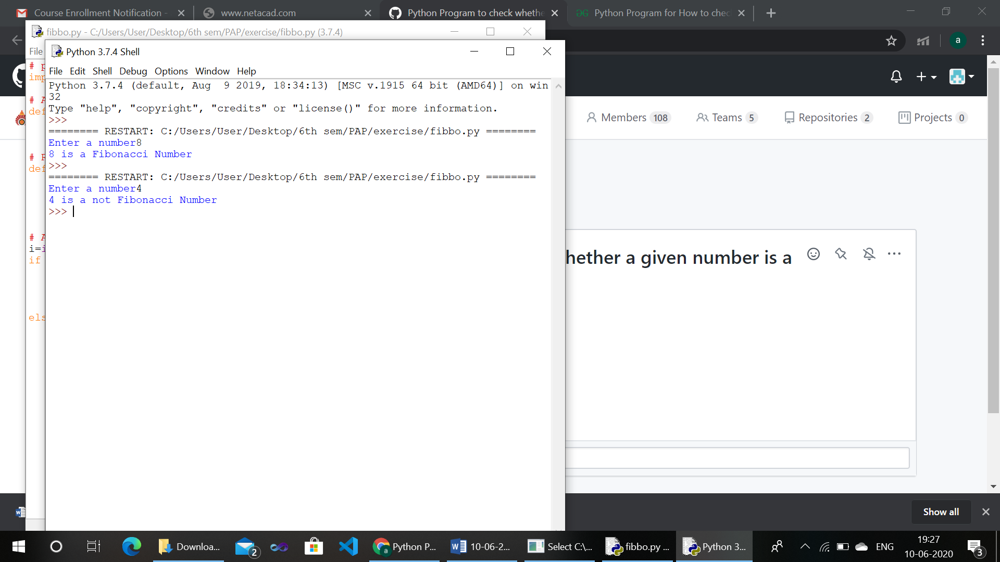 Course Enrollment Notification -
www.netacad.com
Python Program to check whethe
Python Program for How to chec
fibbo.py - C:/Users/User/Desktop/6th sem/PAP/exercise/fibbo.py (3.7.4)
a
File
Python 3.7.4 Shell
File Edit Shell Debug Options Window Help
Python 3.7.4 (default, Aug  9 2019, 18:34:13) [MSC v.1915 64 bit (AMD64)] on win
32
Type "help", "copyright", "credits" or "license()" for more information.
>>>
======== RESTART: C:/Users/User/Desktop/6th sem/PAP/exercise/fibbo.py ========
Enter a number8
8 is a Fibonacci Number
>>>
======== RESTART: C:/Users/User/Desktop/6th sem/PAP/exercise/fibbo.py ========
Enter a number4
4 is a not Fibonacci Number
>>>
# p
imp
# A
def
# R
def
# A
i=i
if
els
Members 108
Teams 5
Repositories 2
Projects 0
hether a given number is a
Show all
Downloa...
2
Python P...
10-06-2...
Select C:\...
fibbo.py ...
Python 3...
ENG
19:27
10-06-2020
3